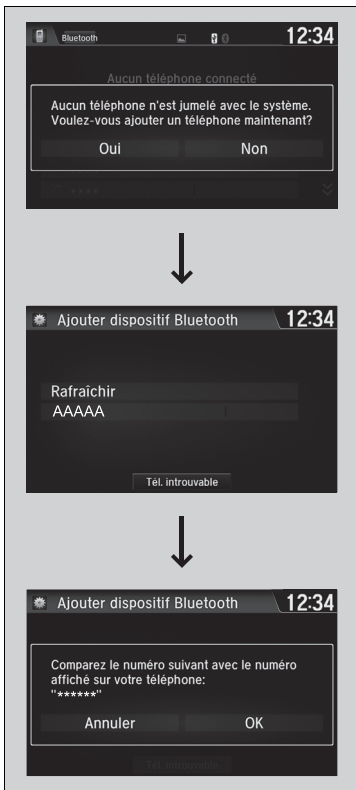 Bluetooth 12:34
Aucun téléphone connecté
Aucun téléphone n'est jumelé avec le système.
Voulez-vous ajouter un téléphone maintenant?
Oui Non
Ajouter dispositif Bluetooth 12:34
Rafraîchir
AAAAA
Tél. introuvable
Ajouter dispositif Bluetooth 12:34
Comparez le numéro suivant avec le numéro
affiché sur votre téléphone:
"******"
Annuler OK
Tél. introuvable